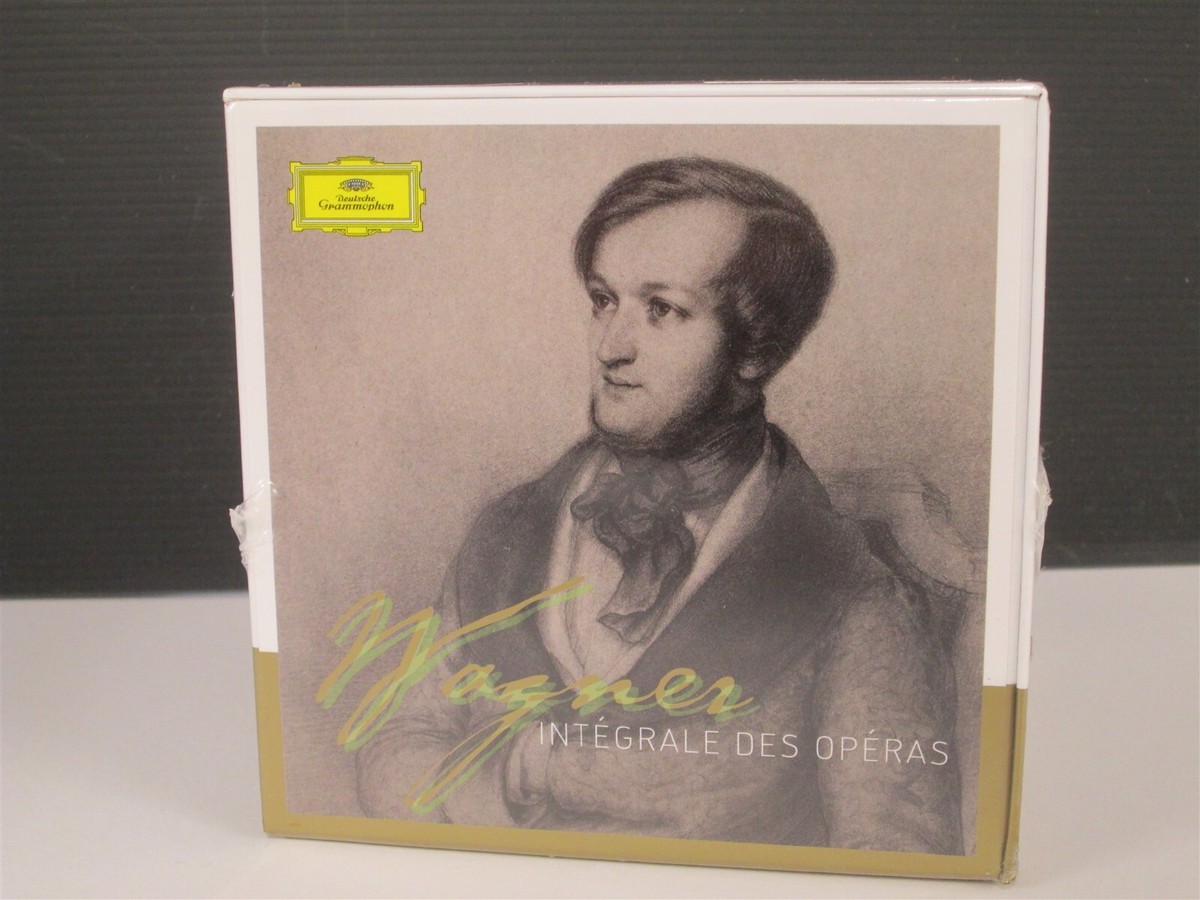 Deutsche
Grammophon
Wagner
INTÉGRALE DES OPÉRAS